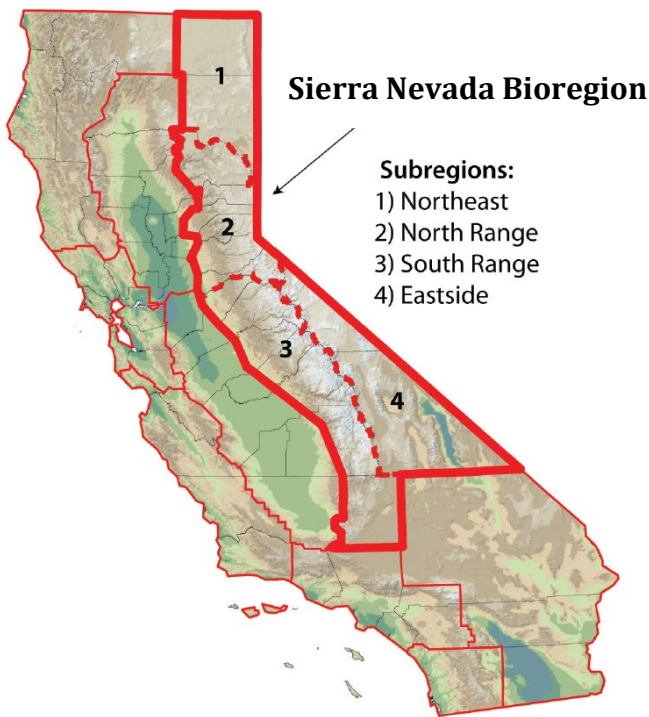 1
Sierra Nevada Bioregion
Subregions:
1) Northeast
2) North Range
3) South Range
4) Eastside
2
3
4